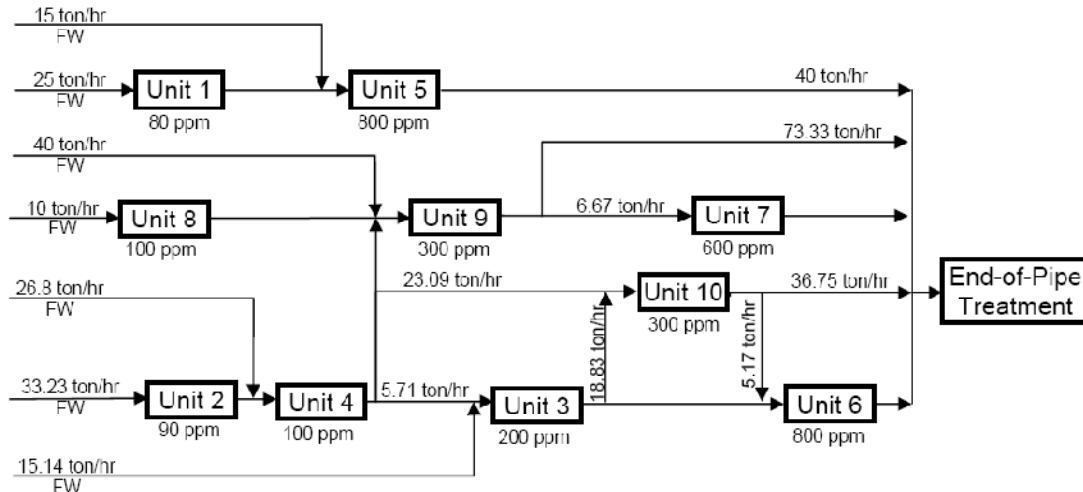 15 ton/hr
FW
25 ton/hr
FW
Unit 1
80 ppm
Unit 5
800 ppm
40 ton/hr
40 ton/hr
FW
73.33 ton/hr
10 ton/hr
FW
Unit 8
100 ppm
Unit 9
300 ppm
6.67 ton/hr
Unit 7
600 ppm
26.8 ton/hr
FW
23.09 ton/hr
18.83 ton/hr
Unit 10
300 ppm
5.17 ton/hr
36.75 ton/hr
End-of-Pipe
Treatment
33.23 ton/hr
FW
Unit 2
90 ppm
Unit 4
100 ppm
5.71 ton/hr
Unit 3
200 ppm
Unit 6
800 ppm
15.14 ton/hr
FW